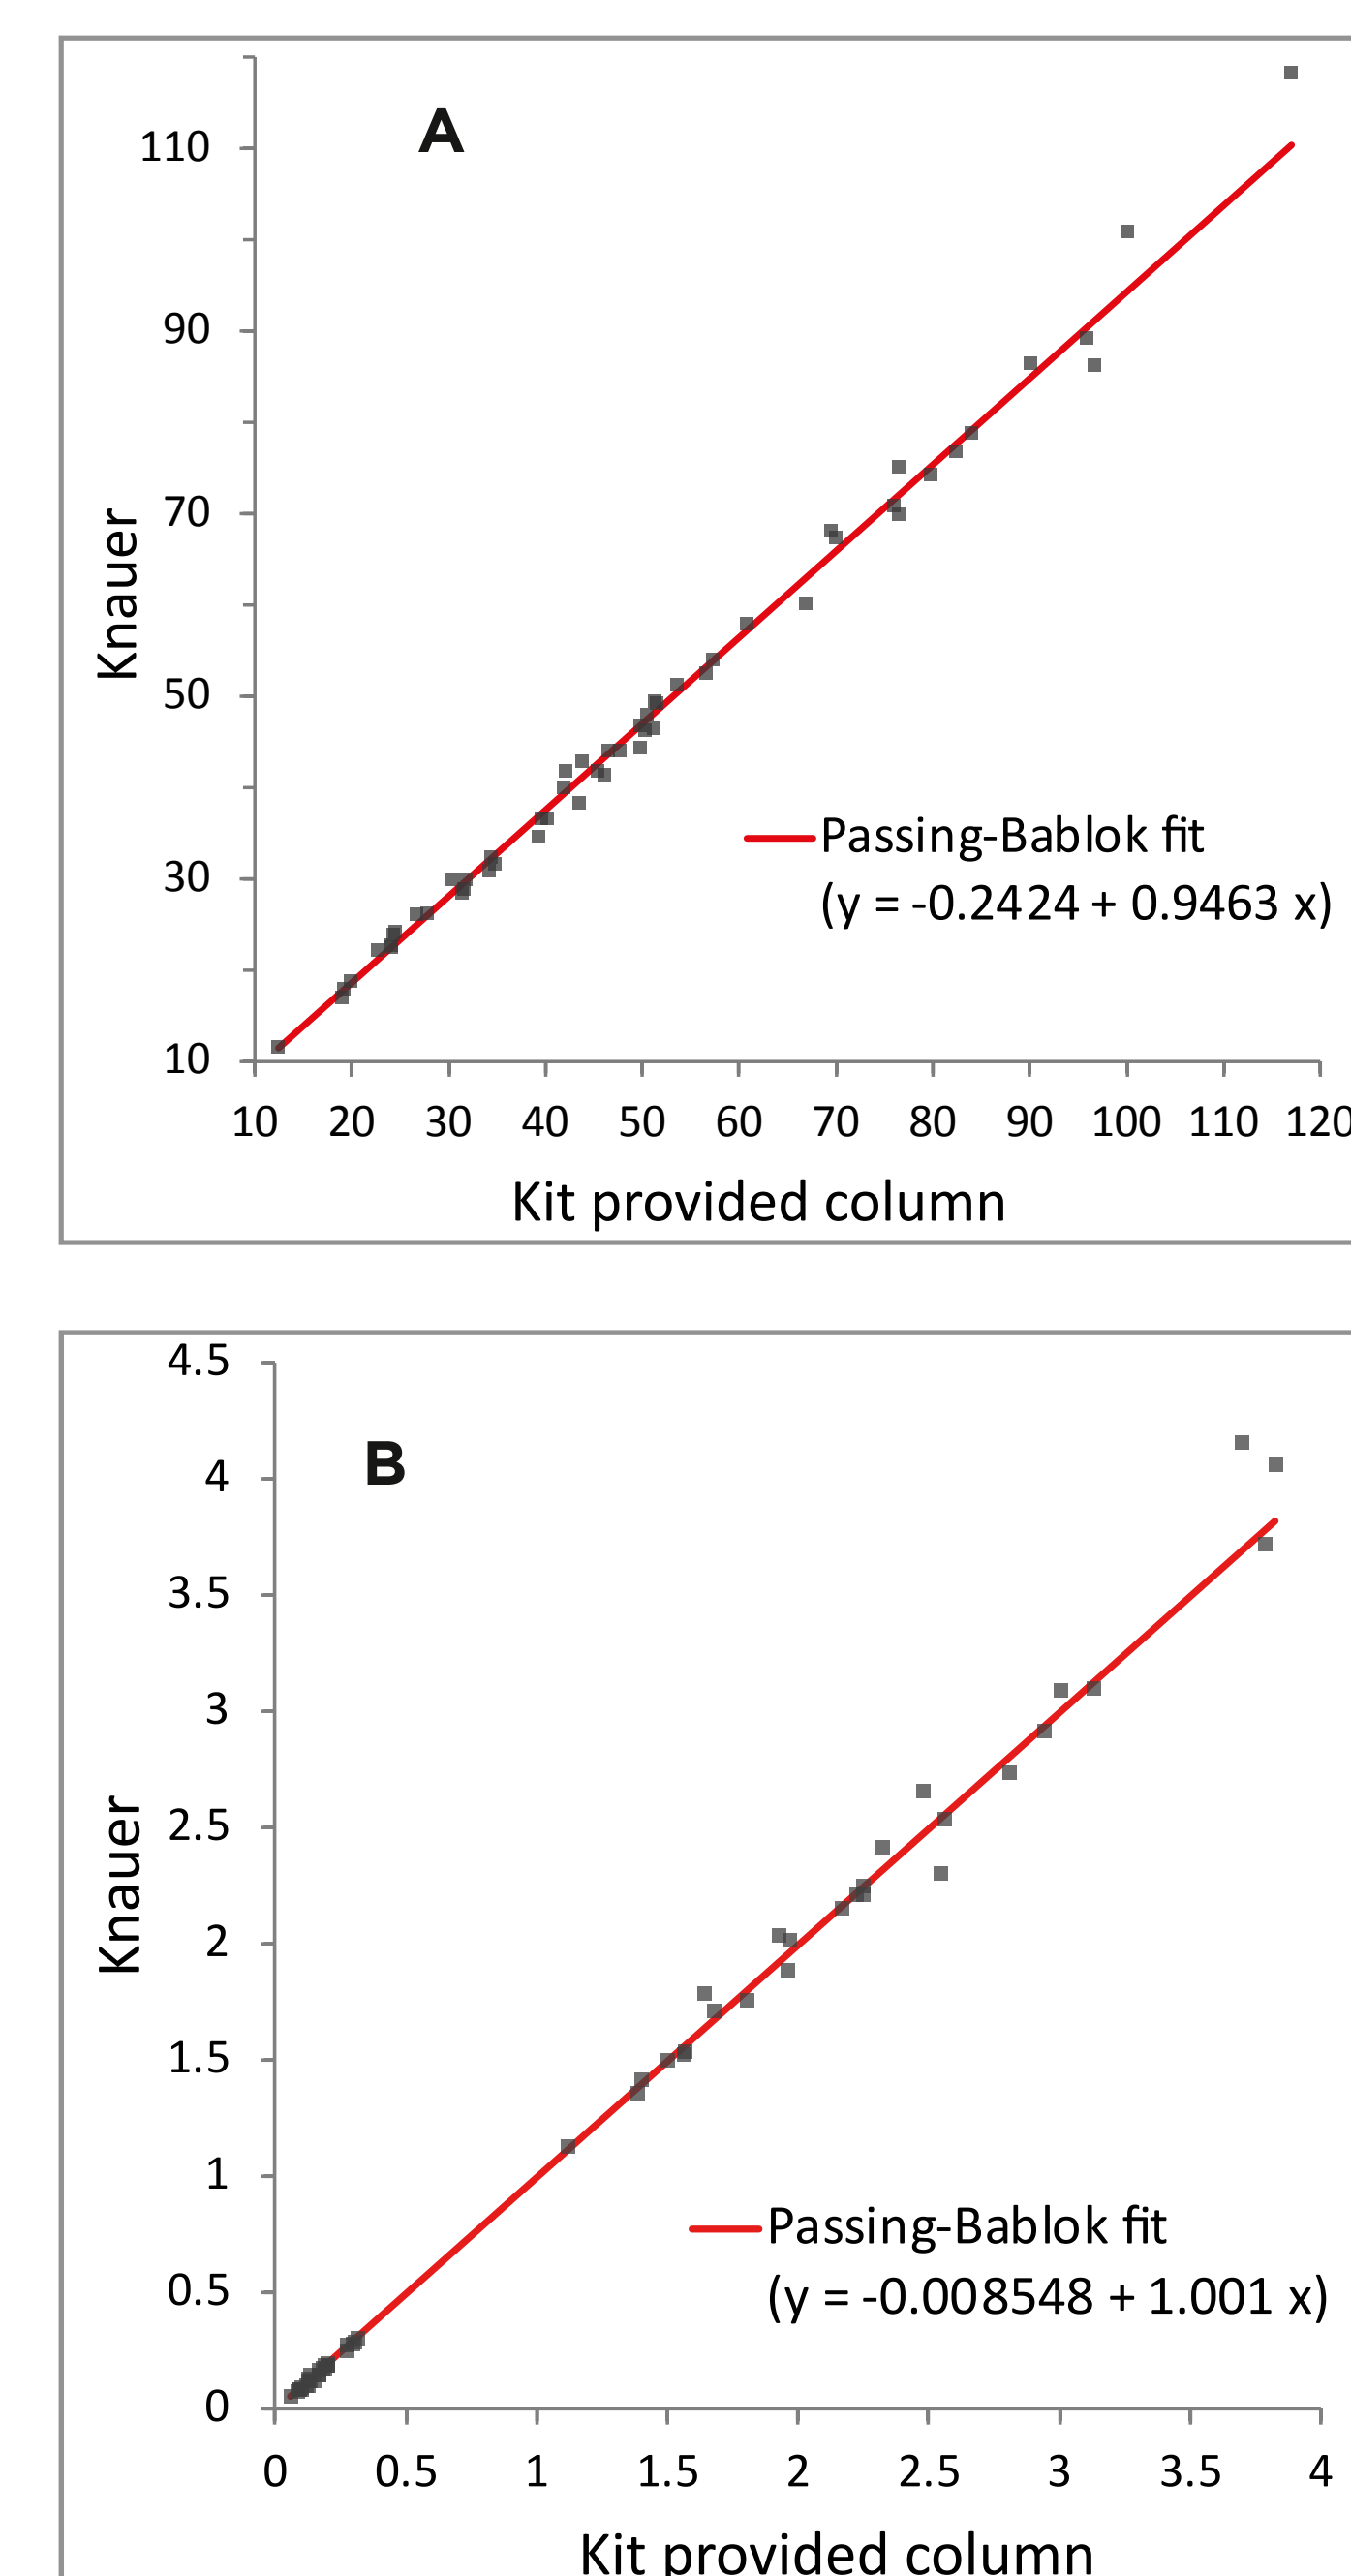 A
110
90
70
50
30
10
Knauer
Passing-Bablok fit
(y = -0.2424 + 0.9463 x)
10 20 30 40 50 60 70 80 90 100 110 120
Kit provided column
B
4.5
4
3.5
3
2.5
2
1.5
1
0.5
0
Knauer
Passing-Bablok fit
(y = -0.008548 + 1.001 x)
0 0.5 1 1.5 2 2.5 3 3.5 4
Kit provided column